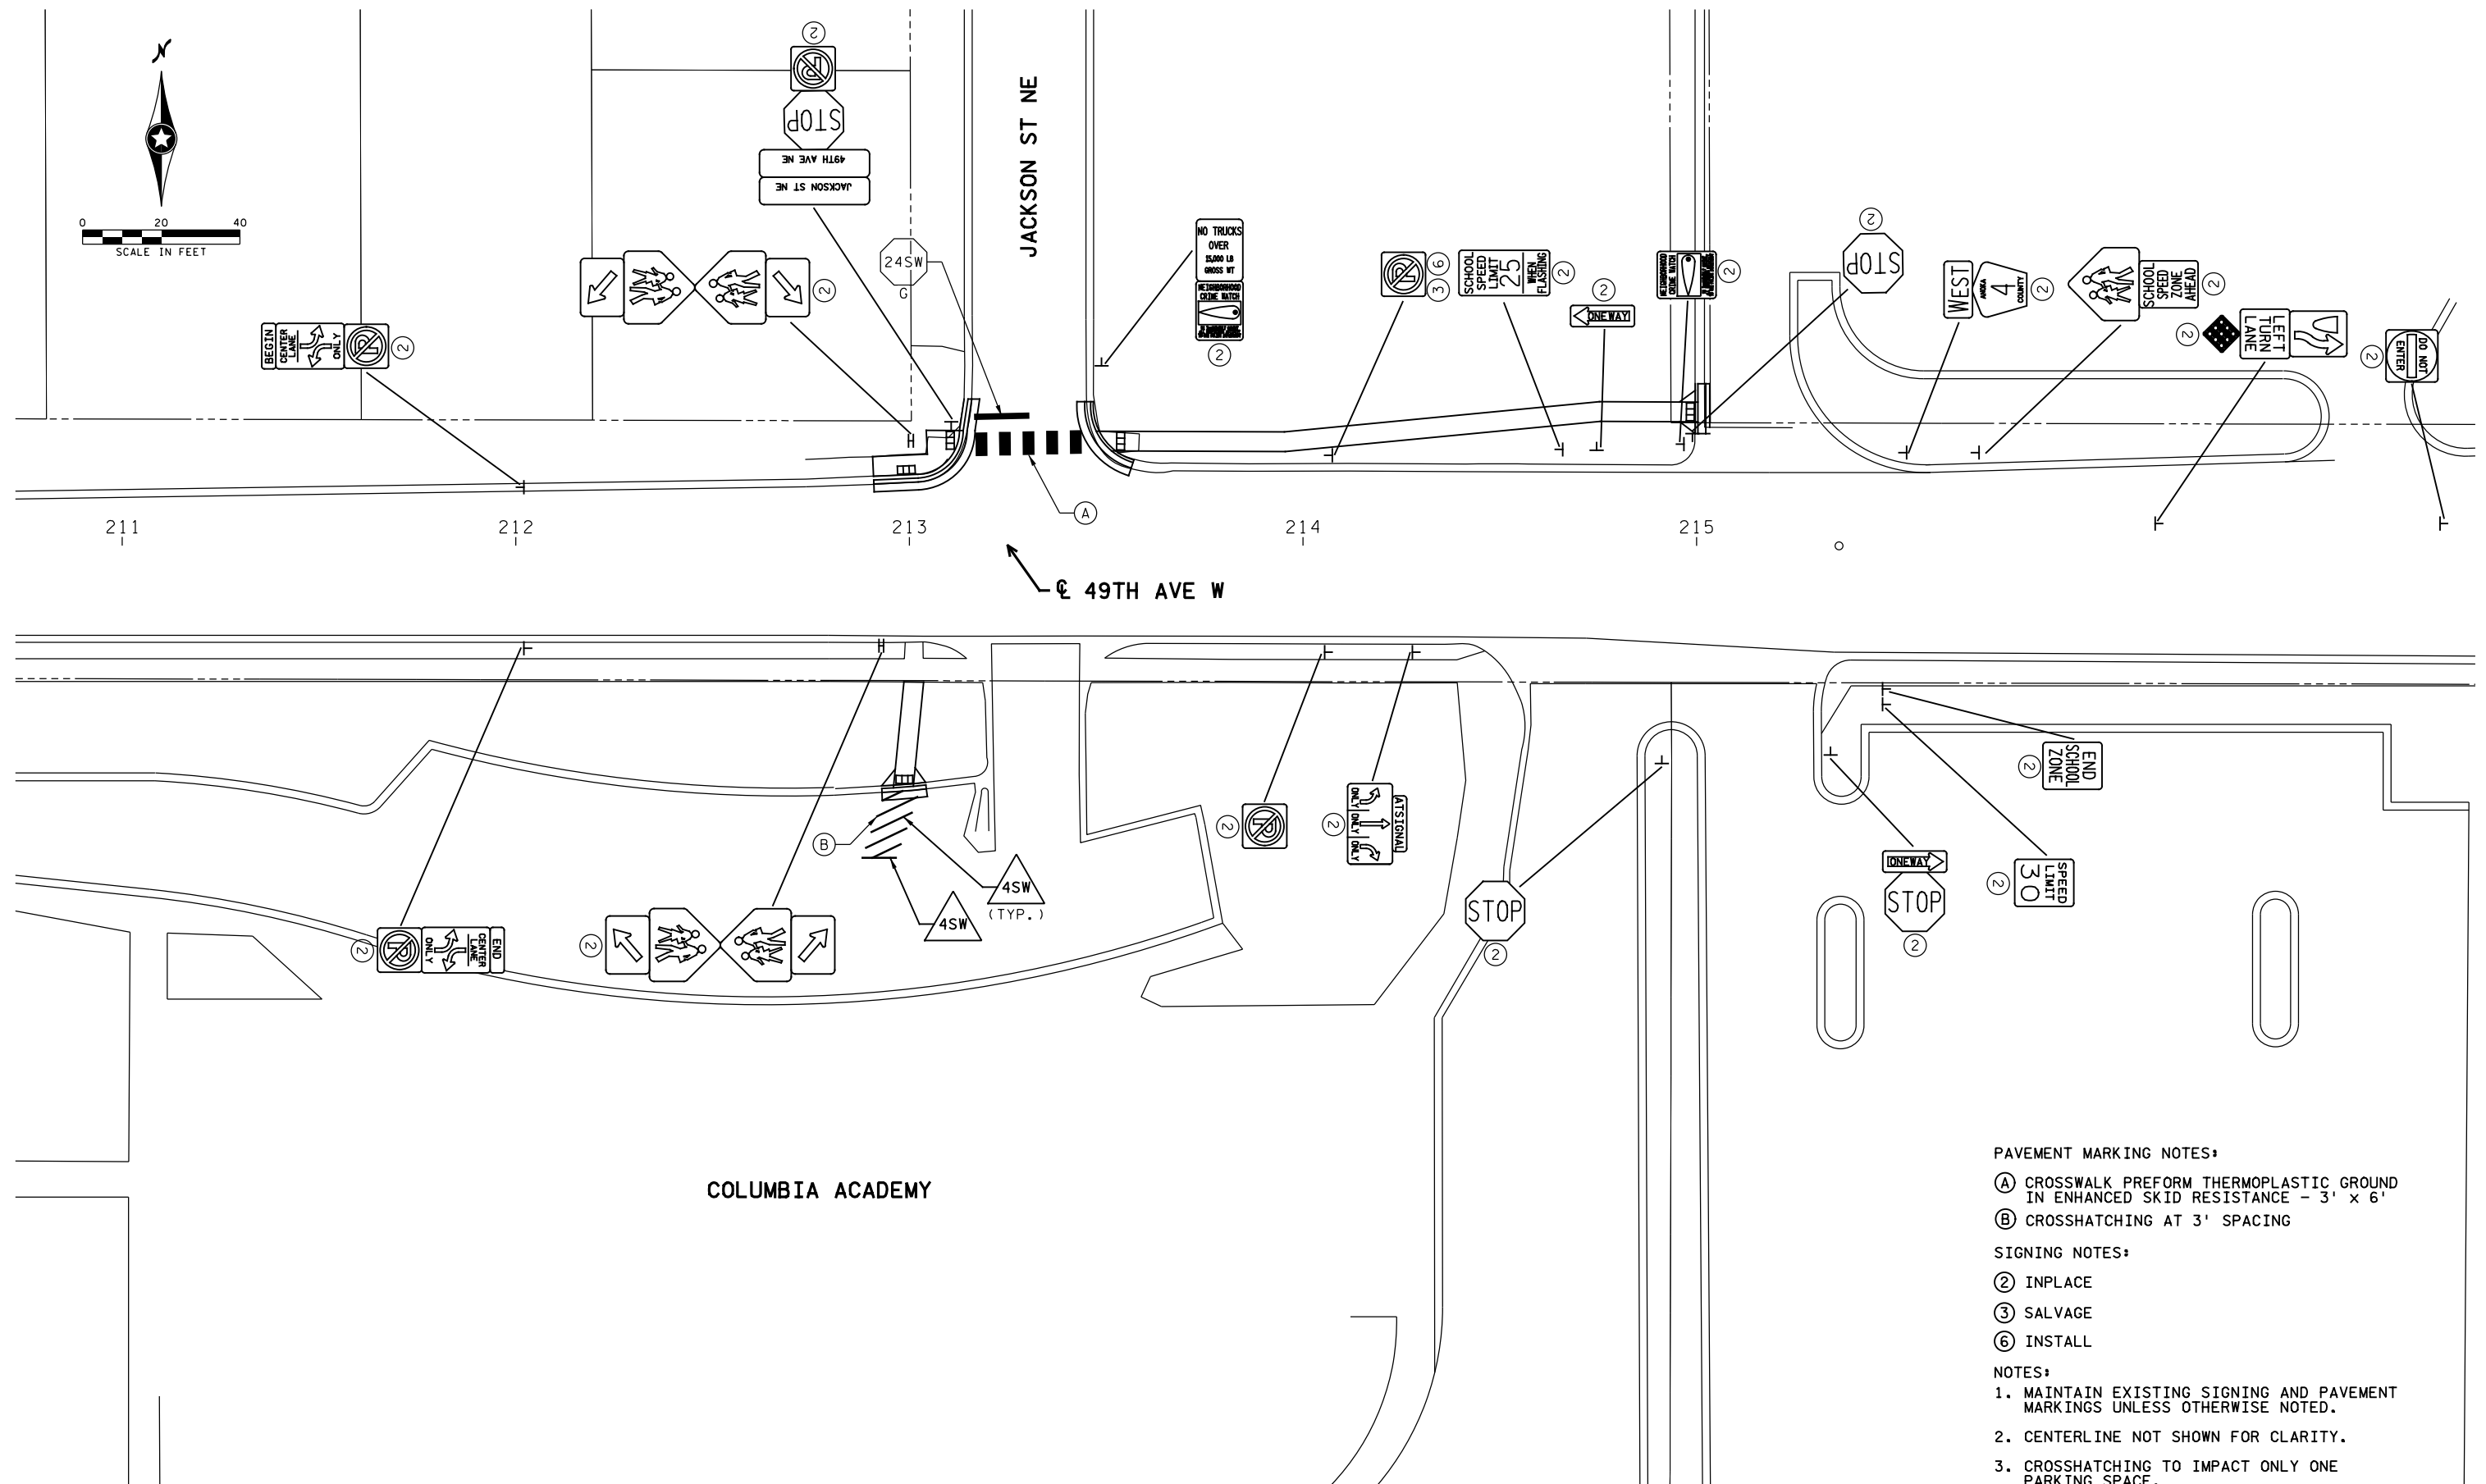 N
0 20 40
SCALE IN FEET
2
STOP
49TH AVE NE
JACKSON ST NE
JACKSON ST NE
24SW
G
2
BEGIN
CENTER
LANE
ONLY
P
2
NO TRUCKS
OVER
15,000 LB
GROSS WT
NEIGHBORHOOD
CRIME WATCH
2
P
6
3
SCHOOL
SPEED
LIMIT
25
WHEN
FLASHING
2
2
ONEWAY
NEIGHBORHOOD
CRIME WATCH
2
2
STOP
WEST
ANOKA
4
COUNTY
2
SCHOOL
SPEED
ZONE
AHEAD
2
2
LEFT
TURN
LANE
2
DO NOT
ENTER
A
211
212
213
214
215
℄ 49TH AVE W
B
4SW
(TYP.)
4SW
2
P
ONLY
CENTER
LANE
END
2
2
P
2
ONLY
ONLY
ONLY
AT SIGNAL
STOP
2
2
END
SCHOOL
ZONE
ONEWAY
STOP
2
2
SPEED
LIMIT
30
COLUMBIA ACADEMY
PAVEMENT MARKING NOTES:
A CROSSWALK PREFORM THERMOPLASTIC GROUND
IN ENHANCED SKID RESISTANCE - 3' x 6'
B CROSSHATCHING AT 3' SPACING
SIGNING NOTES:
2 INPLACE
3 SALVAGE
6 INSTALL
NOTES:
1. MAINTAIN EXISTING SIGNING AND PAVEMENT
MARKINGS UNLESS OTHERWISE NOTED.
2. CENTERLINE NOT SHOWN FOR CLARITY.
3. CROSSHATCHING TO IMPACT ONLY ONE
PARKING SPACE.